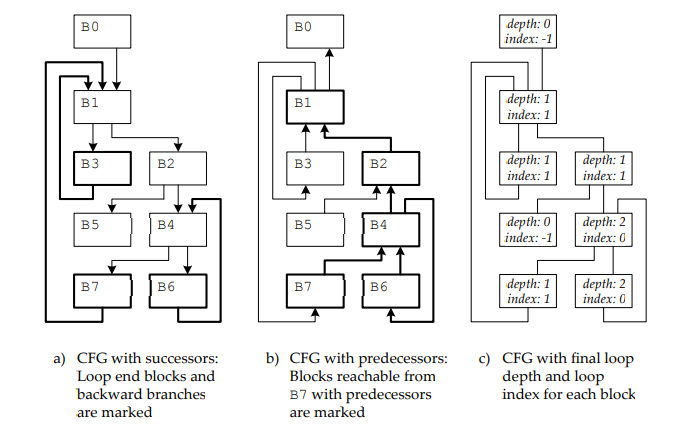 B0
B1
B3
B2
B5
B4
B7
B6
a) CFG with successors:
Loop end blocks and
backward branches
are marked
B0
B1
B3
B2
B5
B4
B7
B6
b) CFG with predecessors:
Blocks reachable from
B7 with predecessors
are marked
depth: 0
index: -1
depth: 1
index: 1
depth: 1
index: 1
depth: 1
index: 1
depth: 0
index: -1
depth: 2
index: 0
depth: 1
index: 1
depth: 2
index: 0
c) CFG with final loop
depth and loop
index for each block